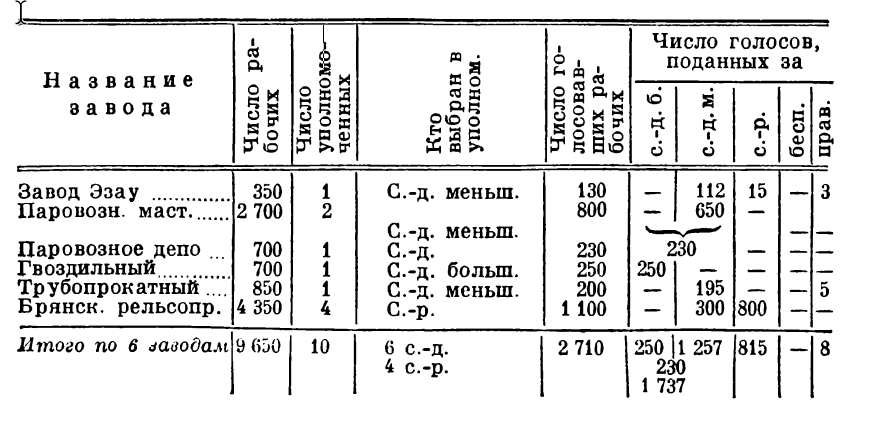 Название завода | Число рабочих | Число уполномоченных | Кто выбран в уполном. | Число голосовавших рабочих | Число голосов, поданных за
с.-д. б. | с.-д. м. | с.-р. | бесп. | прав.
Завод Эзау ............ | 350 | 1 | С.-д. меньш. | 130 | — | 112 | 15 | — | 3
Паровозн. маст. ...... | 2 700 | 2 | | 800 | — | 650 | —
С.-д. меньш. | — | —
Паровозное депо ... | 700 | 1 | С.-д. | 230 | 230 | — | — | —
Гвоздильный ........... | 700 | 1 | С.-д. больш. | 250 | 250 | — | — | — | —
Трубопрокатный .... | 850 | 1 | С.-д. меньш. | 200 | — | 195 | — | | 5
Брянск. рельсопр. | 4 350 | 4 | С.-р. | 1 100 | — | 300 | 800 | — | —
Итого по 6 заводам | 9 650 | 10 | 6 с.-д. | 2 710 | 250 | 1 257 | 815 | — | 8
4 с.-р. | 230
1 737